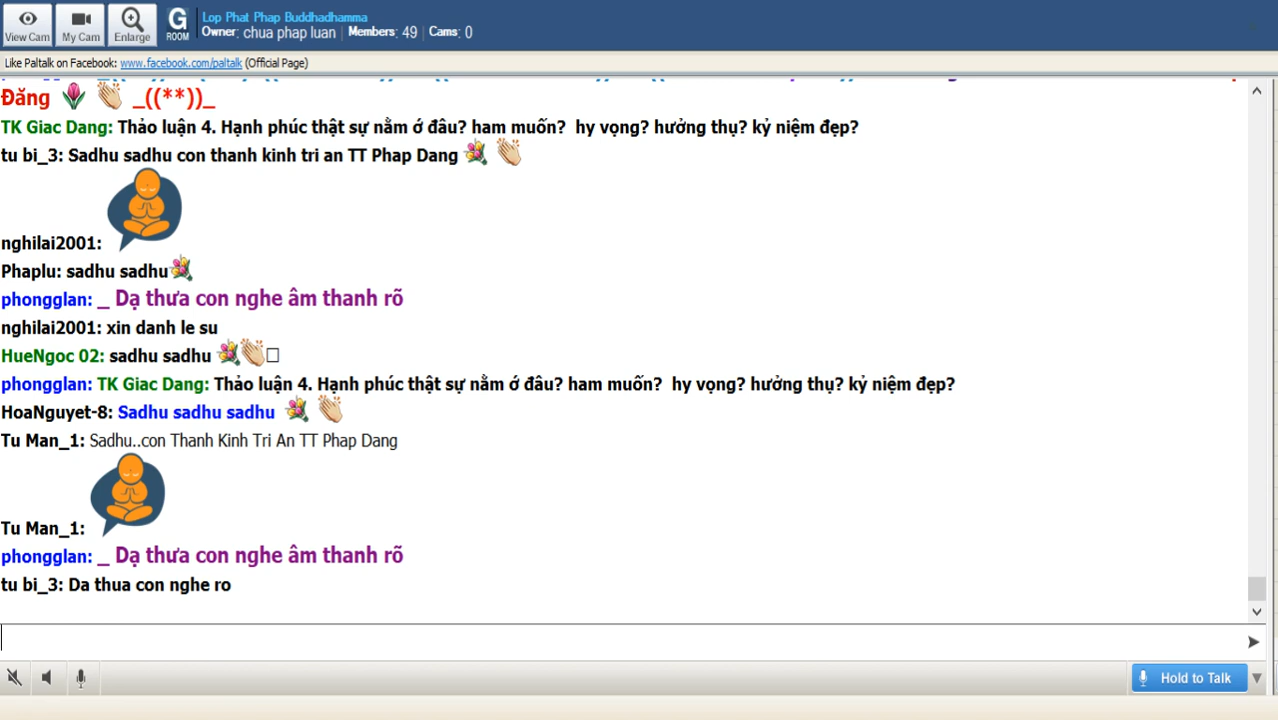 Lop Phat Phap Buddhadhamma
Owner: chua phap luan | Members: 49 | Cams: 0
View Cam
My Cam
Enlarge
G
ROOM
Like Paltalk on Facebook: www.facebook.com/paltalk (Official Page)
Đăng _((**))_
TK Giac Dang: Thảo luận 4. Hạnh phúc thật sự nằm ớ đâu? ham muốn? hy vọng? hưởng thụ? kỷ niệm đẹp?
tu bi_3: Sadhu sadhu con thanh kinh tri an TT Phap Dang
nghilai2001:
Phaplu: sadhu sadhu
phongglan: _ Dạ thưa con nghe âm thanh rõ
nghilai2001: xin danh le su
HueNgoc 02: sadhu sadhu
phongglan: TK Giac Dang: Thảo luận 4. Hạnh phúc thật sự nằm ớ đâu? ham muốn? hy vọng? hưởng thụ? kỷ niệm đẹp?
HoaNguyet-8: Sadhu sadhu sadhu
Tu Man_1: Sadhu..con Thanh Kinh Tri An TT Phap Dang
Tu Man_1:
phongglan: _ Dạ thưa con nghe âm thanh rõ
tu bi_3: Da thua con nghe ro
Hold to Talk